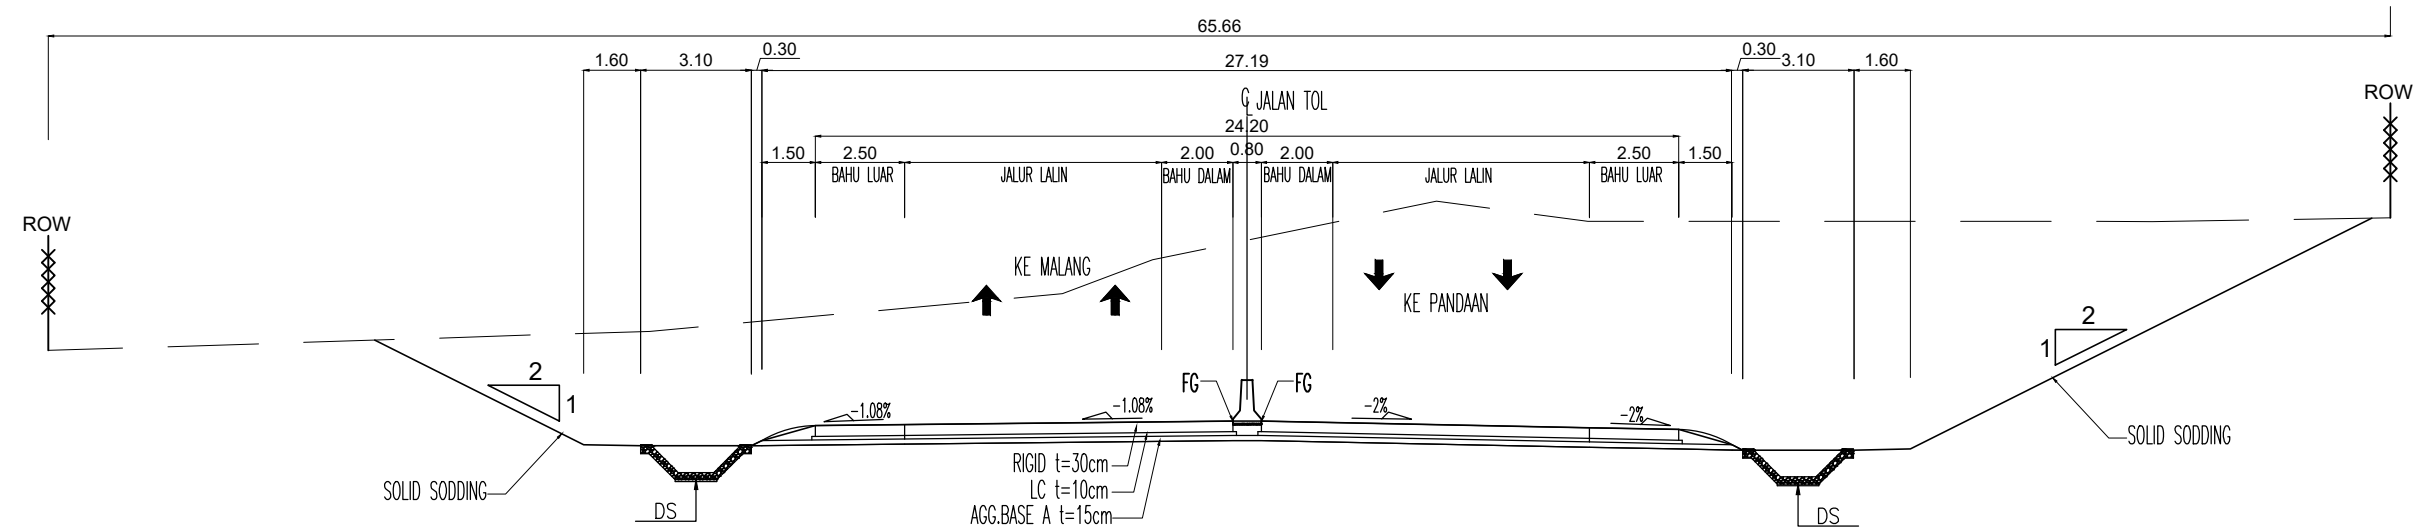 65.66
1.60 3.10 0.30 27.19 0.30 3.10 1.60
℄ JALAN TOL
24.20
1.50 2.50 2.00 0.80 2.00 2.50 1.50
BAHU LUAR JALUR LALIN BAHU DALAM BAHU DALAM JALUR LALIN BAHU LUAR
ROW
ROW
KE MALANG
KE PANDAAN
2
1
2
1
FG FG
-1.08% -1.08% -2% -2%
SOLID SODDING
RIGID t=30cm
LC t=10cm
AGG.BASE A t=15cm
SOLID SODDING
DS
DS